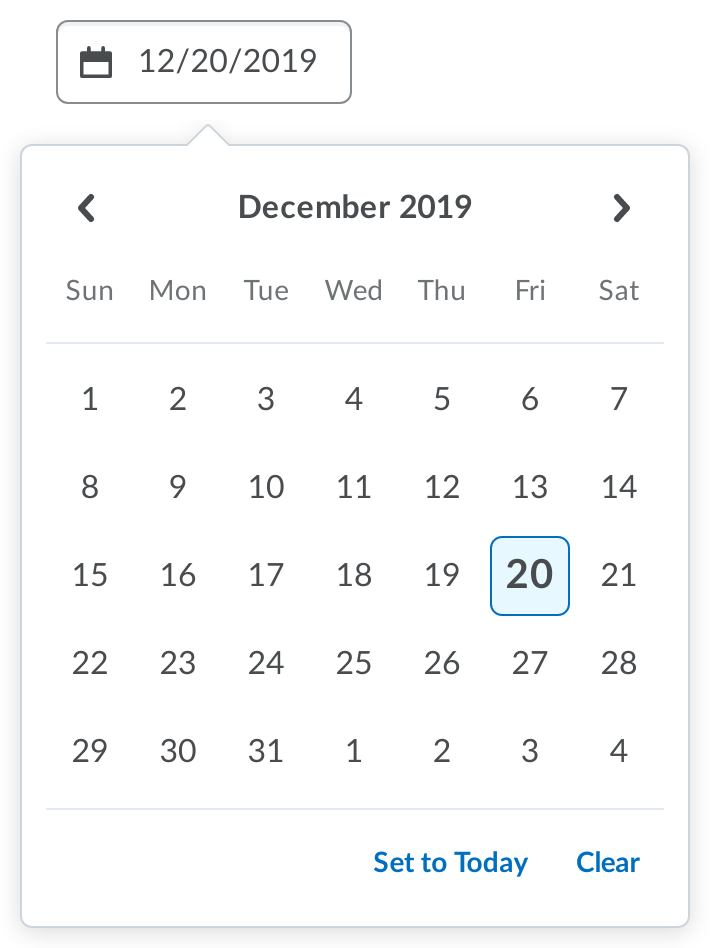 12/20/2019
December 2019
Sun Mon Tue Wed Thu Fri Sat
1 2 3 4 5 6 7
8 9 10 11 12 13 14
15 16 17 18 19 20 21
22 23 24 25 26 27 28
29 30 31 1 2 3 4
Set to Today Clear